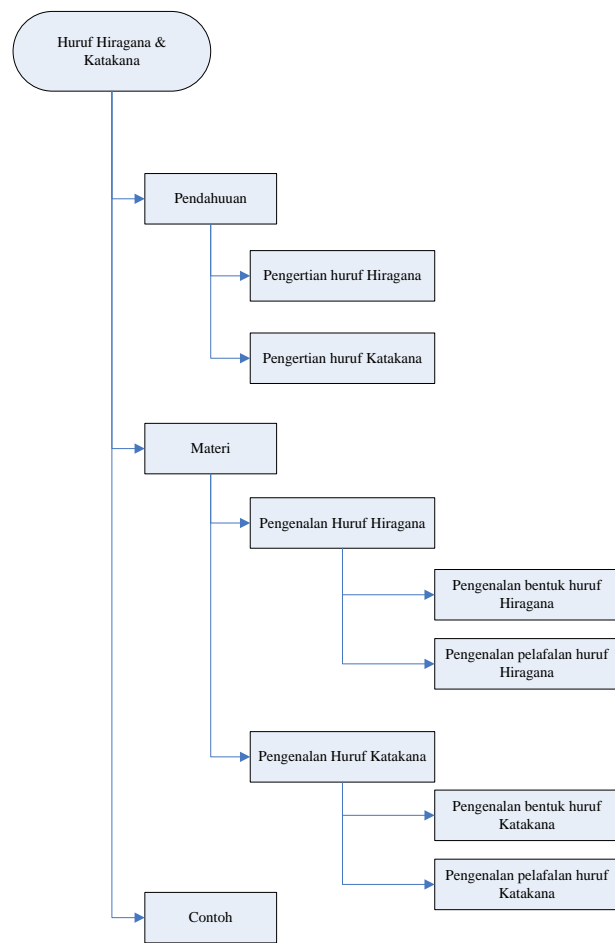 Huruf Hiragana &
Katakana
Pendahuuan
Pengertian huruf Hiragana
Pengertian huruf Katakana
Materi
Pengenalan Huruf Hiragana
Pengenalan bentuk huruf
Hiragana
Pengenalan pelafalan huruf
Hiragana
Pengenalan Huruf Katakana
Pengenalan bentuk huruf
Katakana
Pengenalan pelafalan huruf
Katakana
Contoh